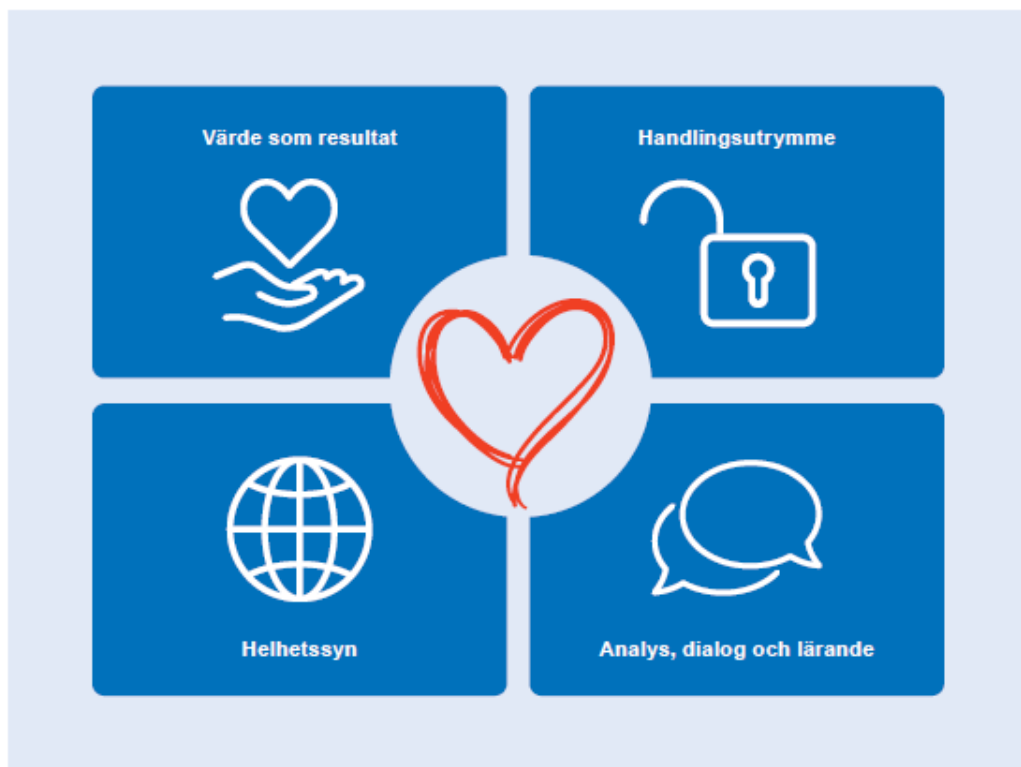 Värde som resultat
Handlingsutrymme
Helhetssyn
Analys, dialog och lärande